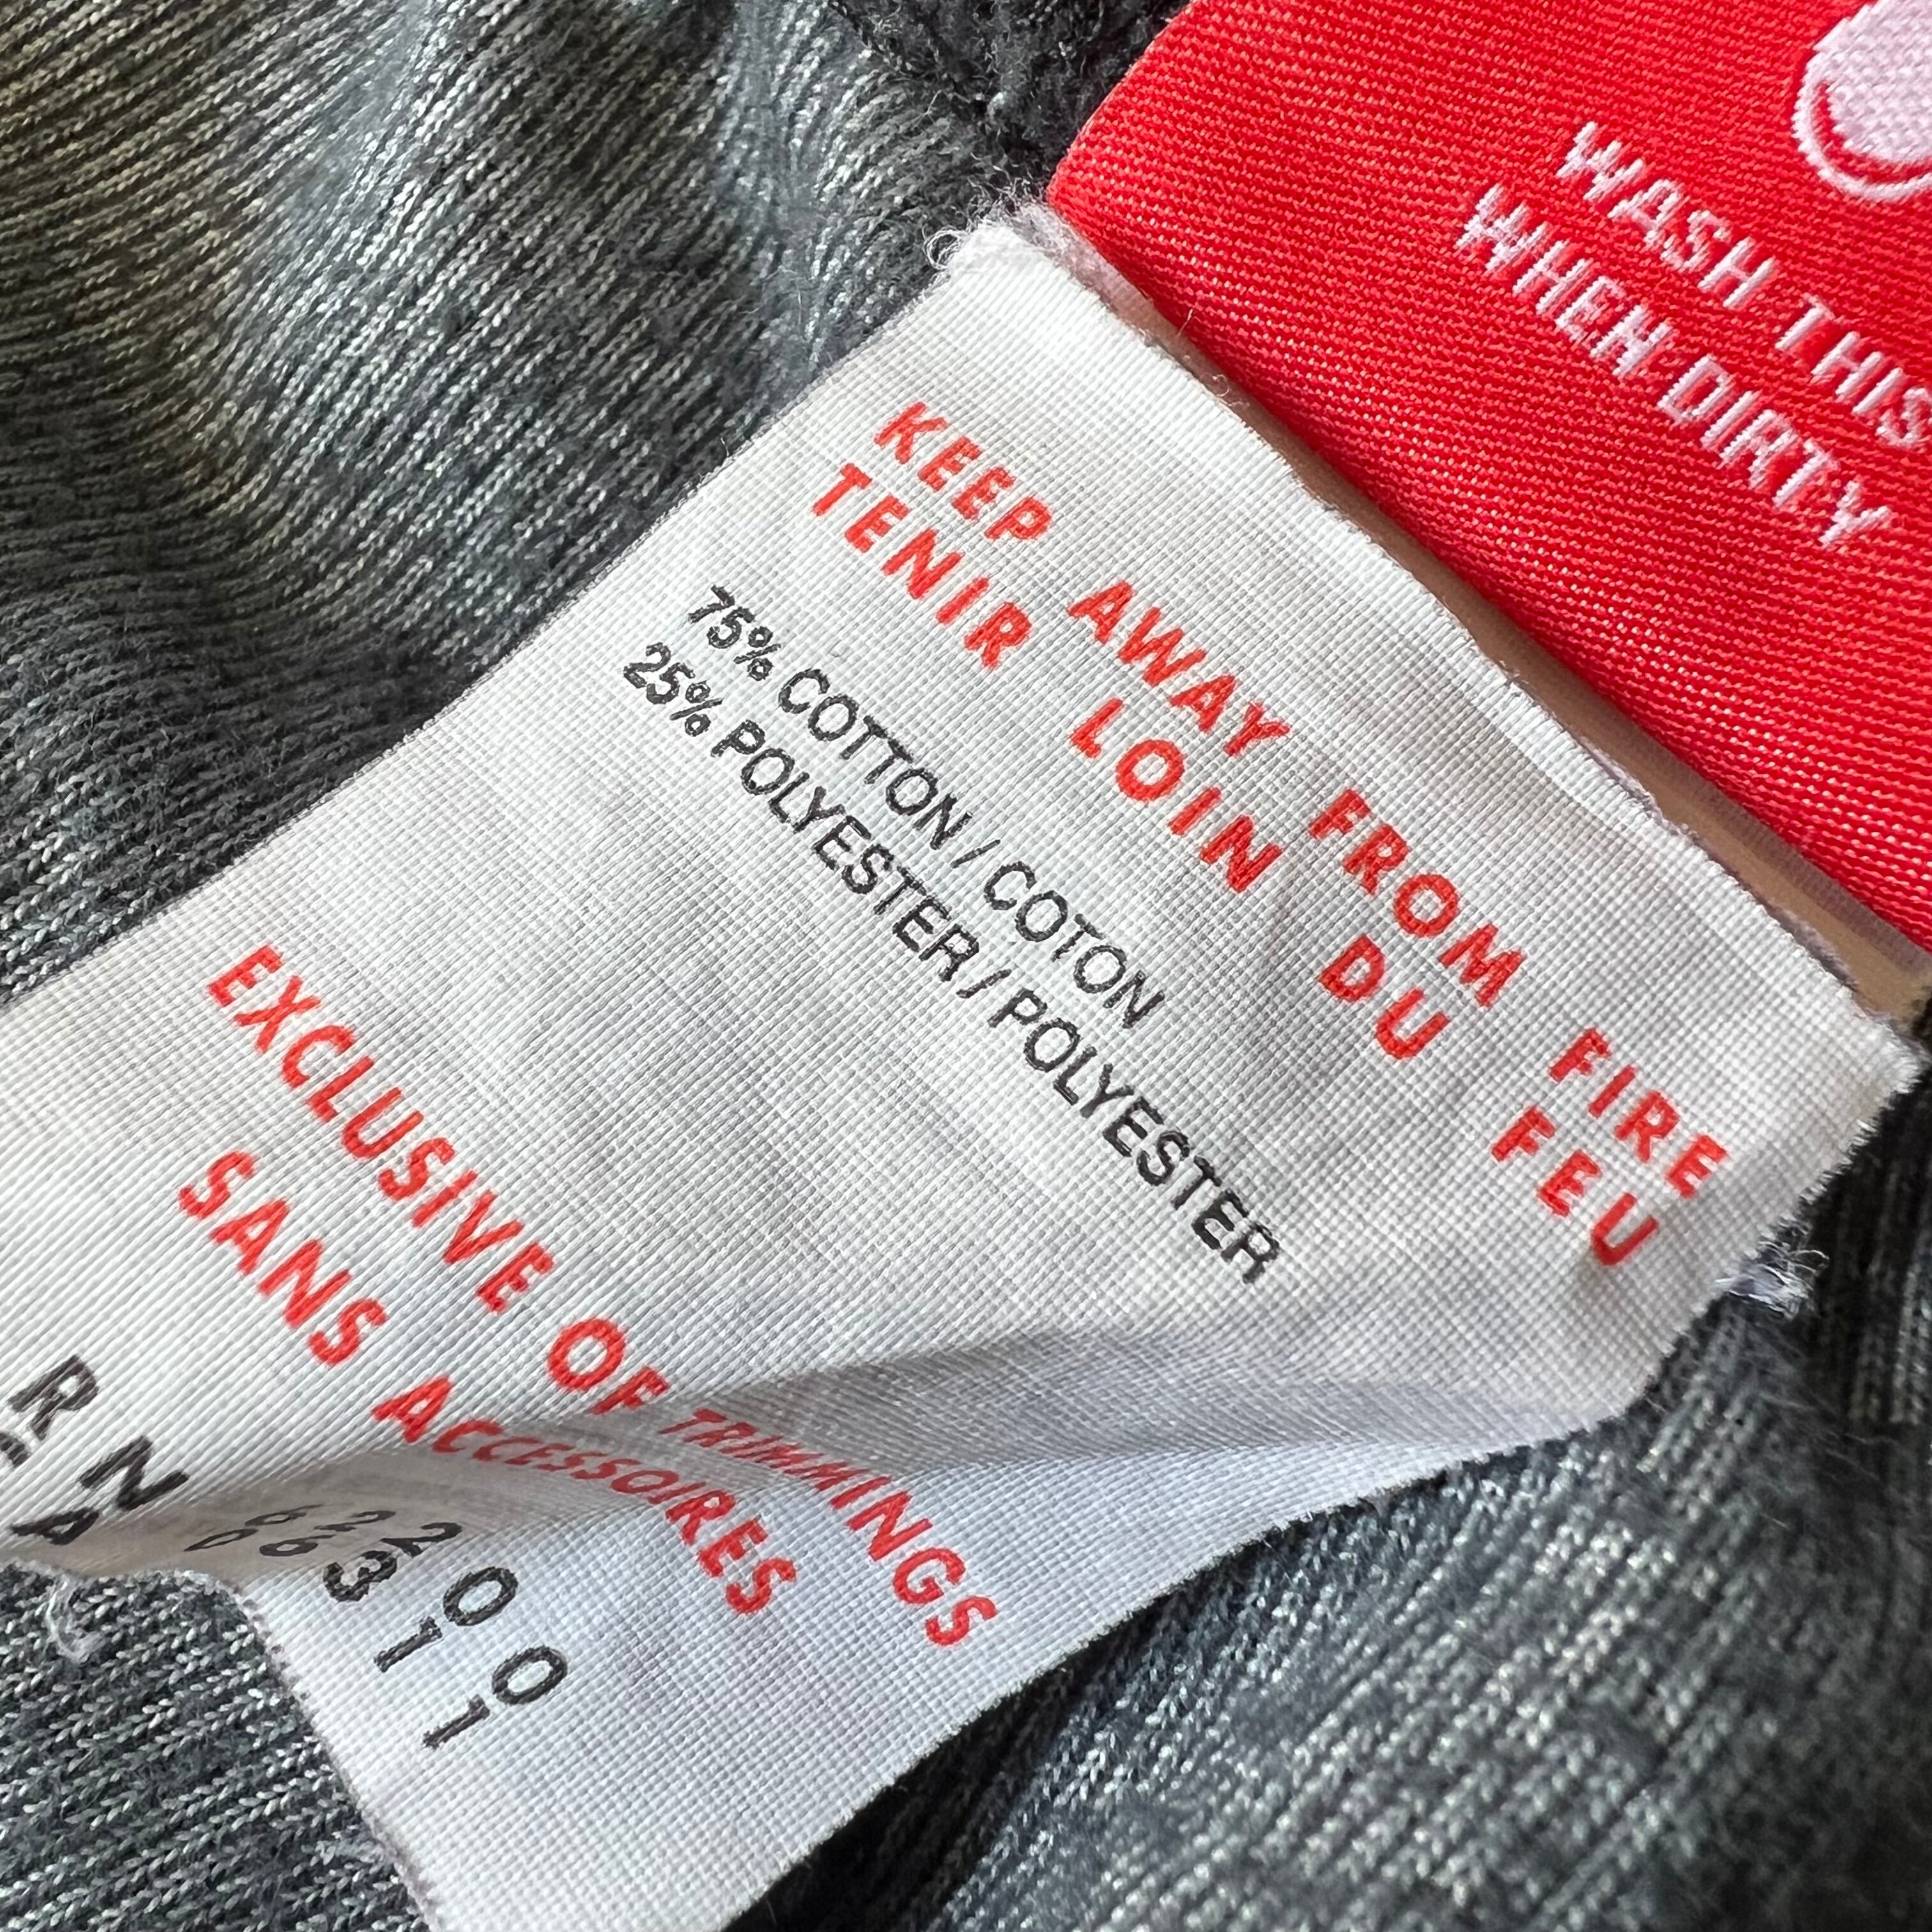 WASH THIS
WHEN DIRTY
KEEP AWAY FROM FIRE
TENIR LOIN DU FEU
75% COTTON / COTON
25% POLYESTER / POLYESTER
EXCLUSIVE OF TRIMMINGS
SANS ACCESSOIRES
RN